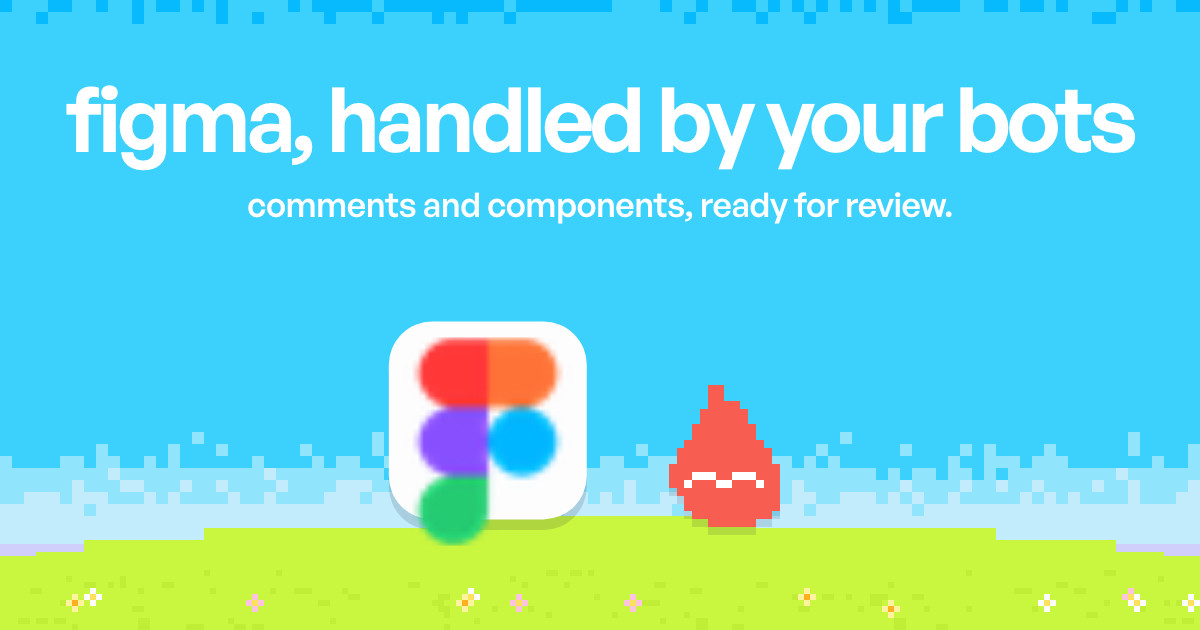 figma, handled by your bots
comments and components, ready for review.